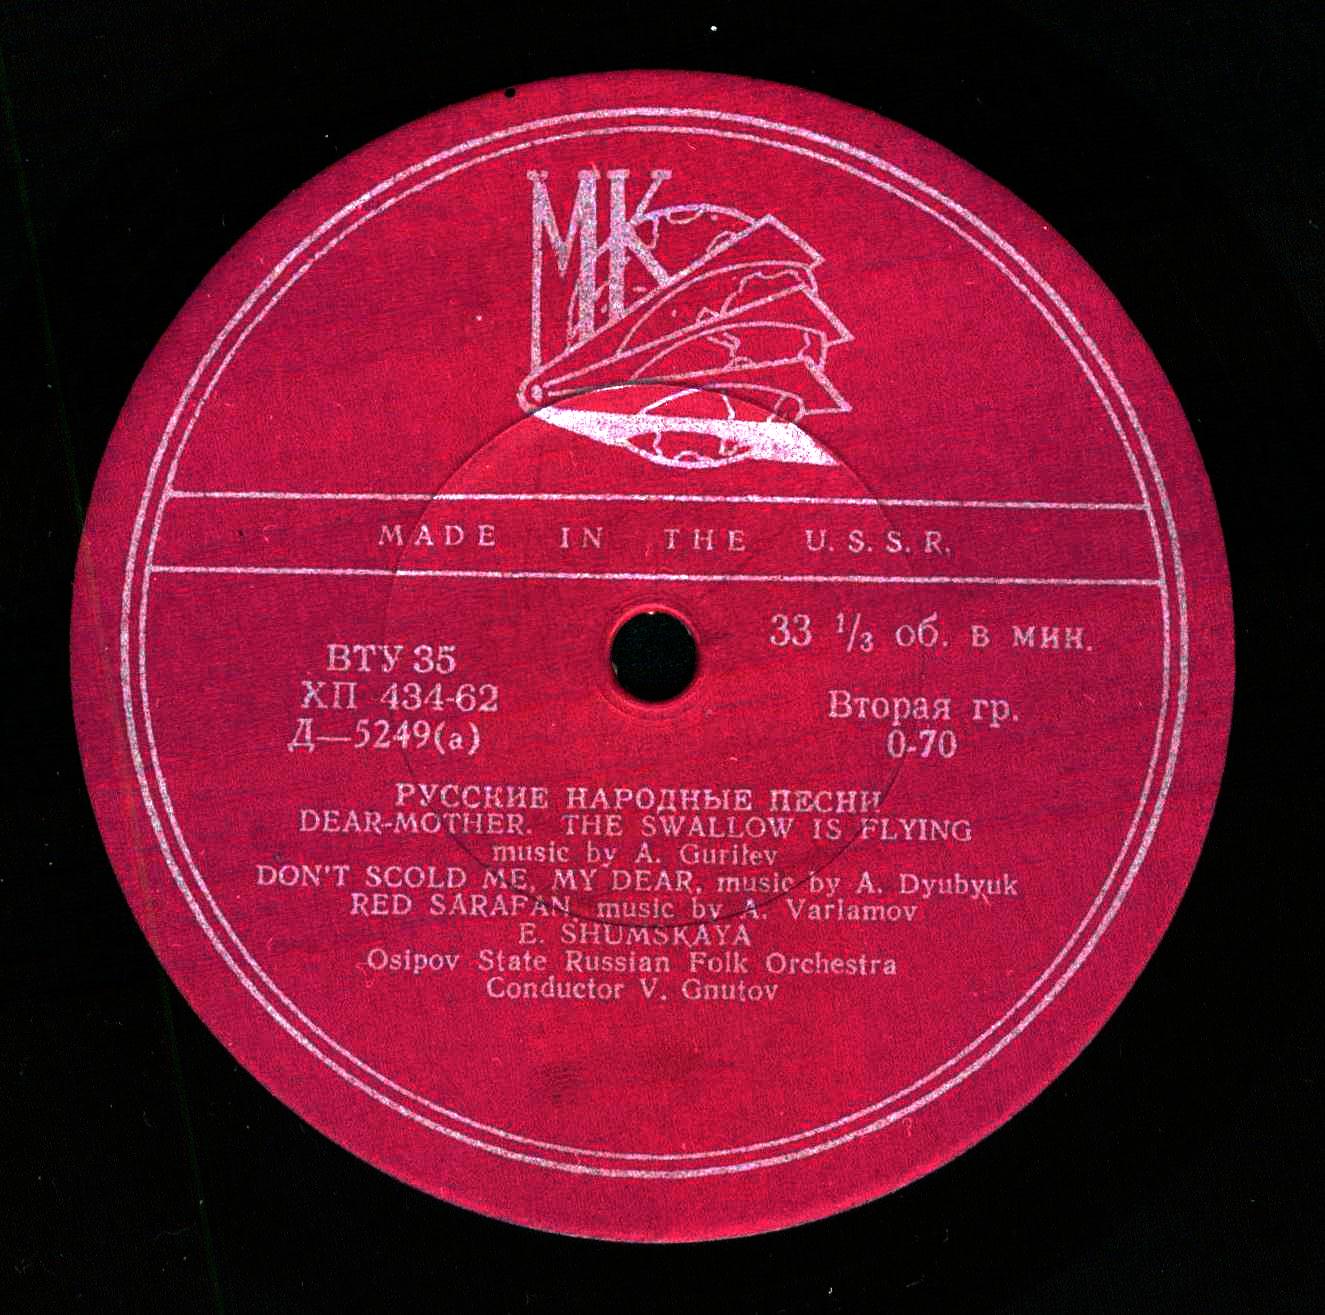 МК
MADE IN THE U.S.S.R.
33 1/3 об. в мин.
ВТУ 35
ХП 434-62
Д—5249(а)
Вторая гр.
0-70
РУССКИЕ НАРОДНЫЕ ПЕСНИ
DEAR-MOTHER. THE SWALLOW IS FLYING
music by A. Gurilev
DON'T SCOLD ME, MY DEAR, music by A. Dyubyuk
RED SARAFAN, music by A. Varlamov
E. SHUMSKAYA
Osipov State Russian Folk Orchestra
Conductor V. Gnutov